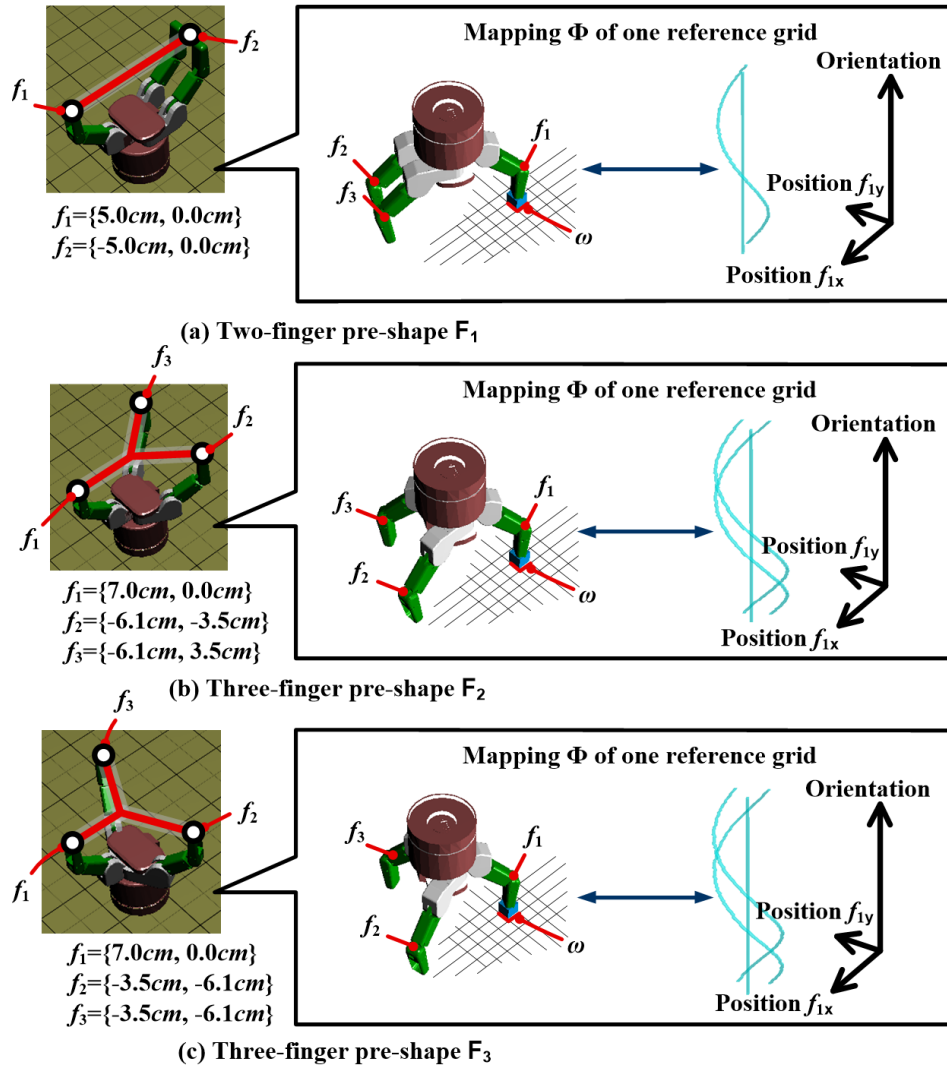 f₁
f₂
f₁={5.0cm, 0.0cm}
f₂={-5.0cm, 0.0cm}
Mapping Φ of one reference grid
f₂
f₃
f₁
ω
Orientation
Position f₁y
Position f₁x
(a) Two-finger pre-shape F₁
f₃
f₂
f₁
f₁={7.0cm, 0.0cm}
f₂={-6.1cm, -3.5cm}
f₃={-6.1cm, 3.5cm}
Mapping Φ of one reference grid
f₃
f₁
f₂
ω
Orientation
Position f₁y
Position f₁x
(b) Three-finger pre-shape F₂
f₃
f₂
f₁
f₁={7.0cm, 0.0cm}
f₂={-3.5cm, -6.1cm}
f₃={-3.5cm, -6.1cm}
Mapping Φ of one reference grid
f₃
f₁
f₂
ω
Orientation
Position f₁y
Position f₁x
(c) Three-finger pre-shape F₃